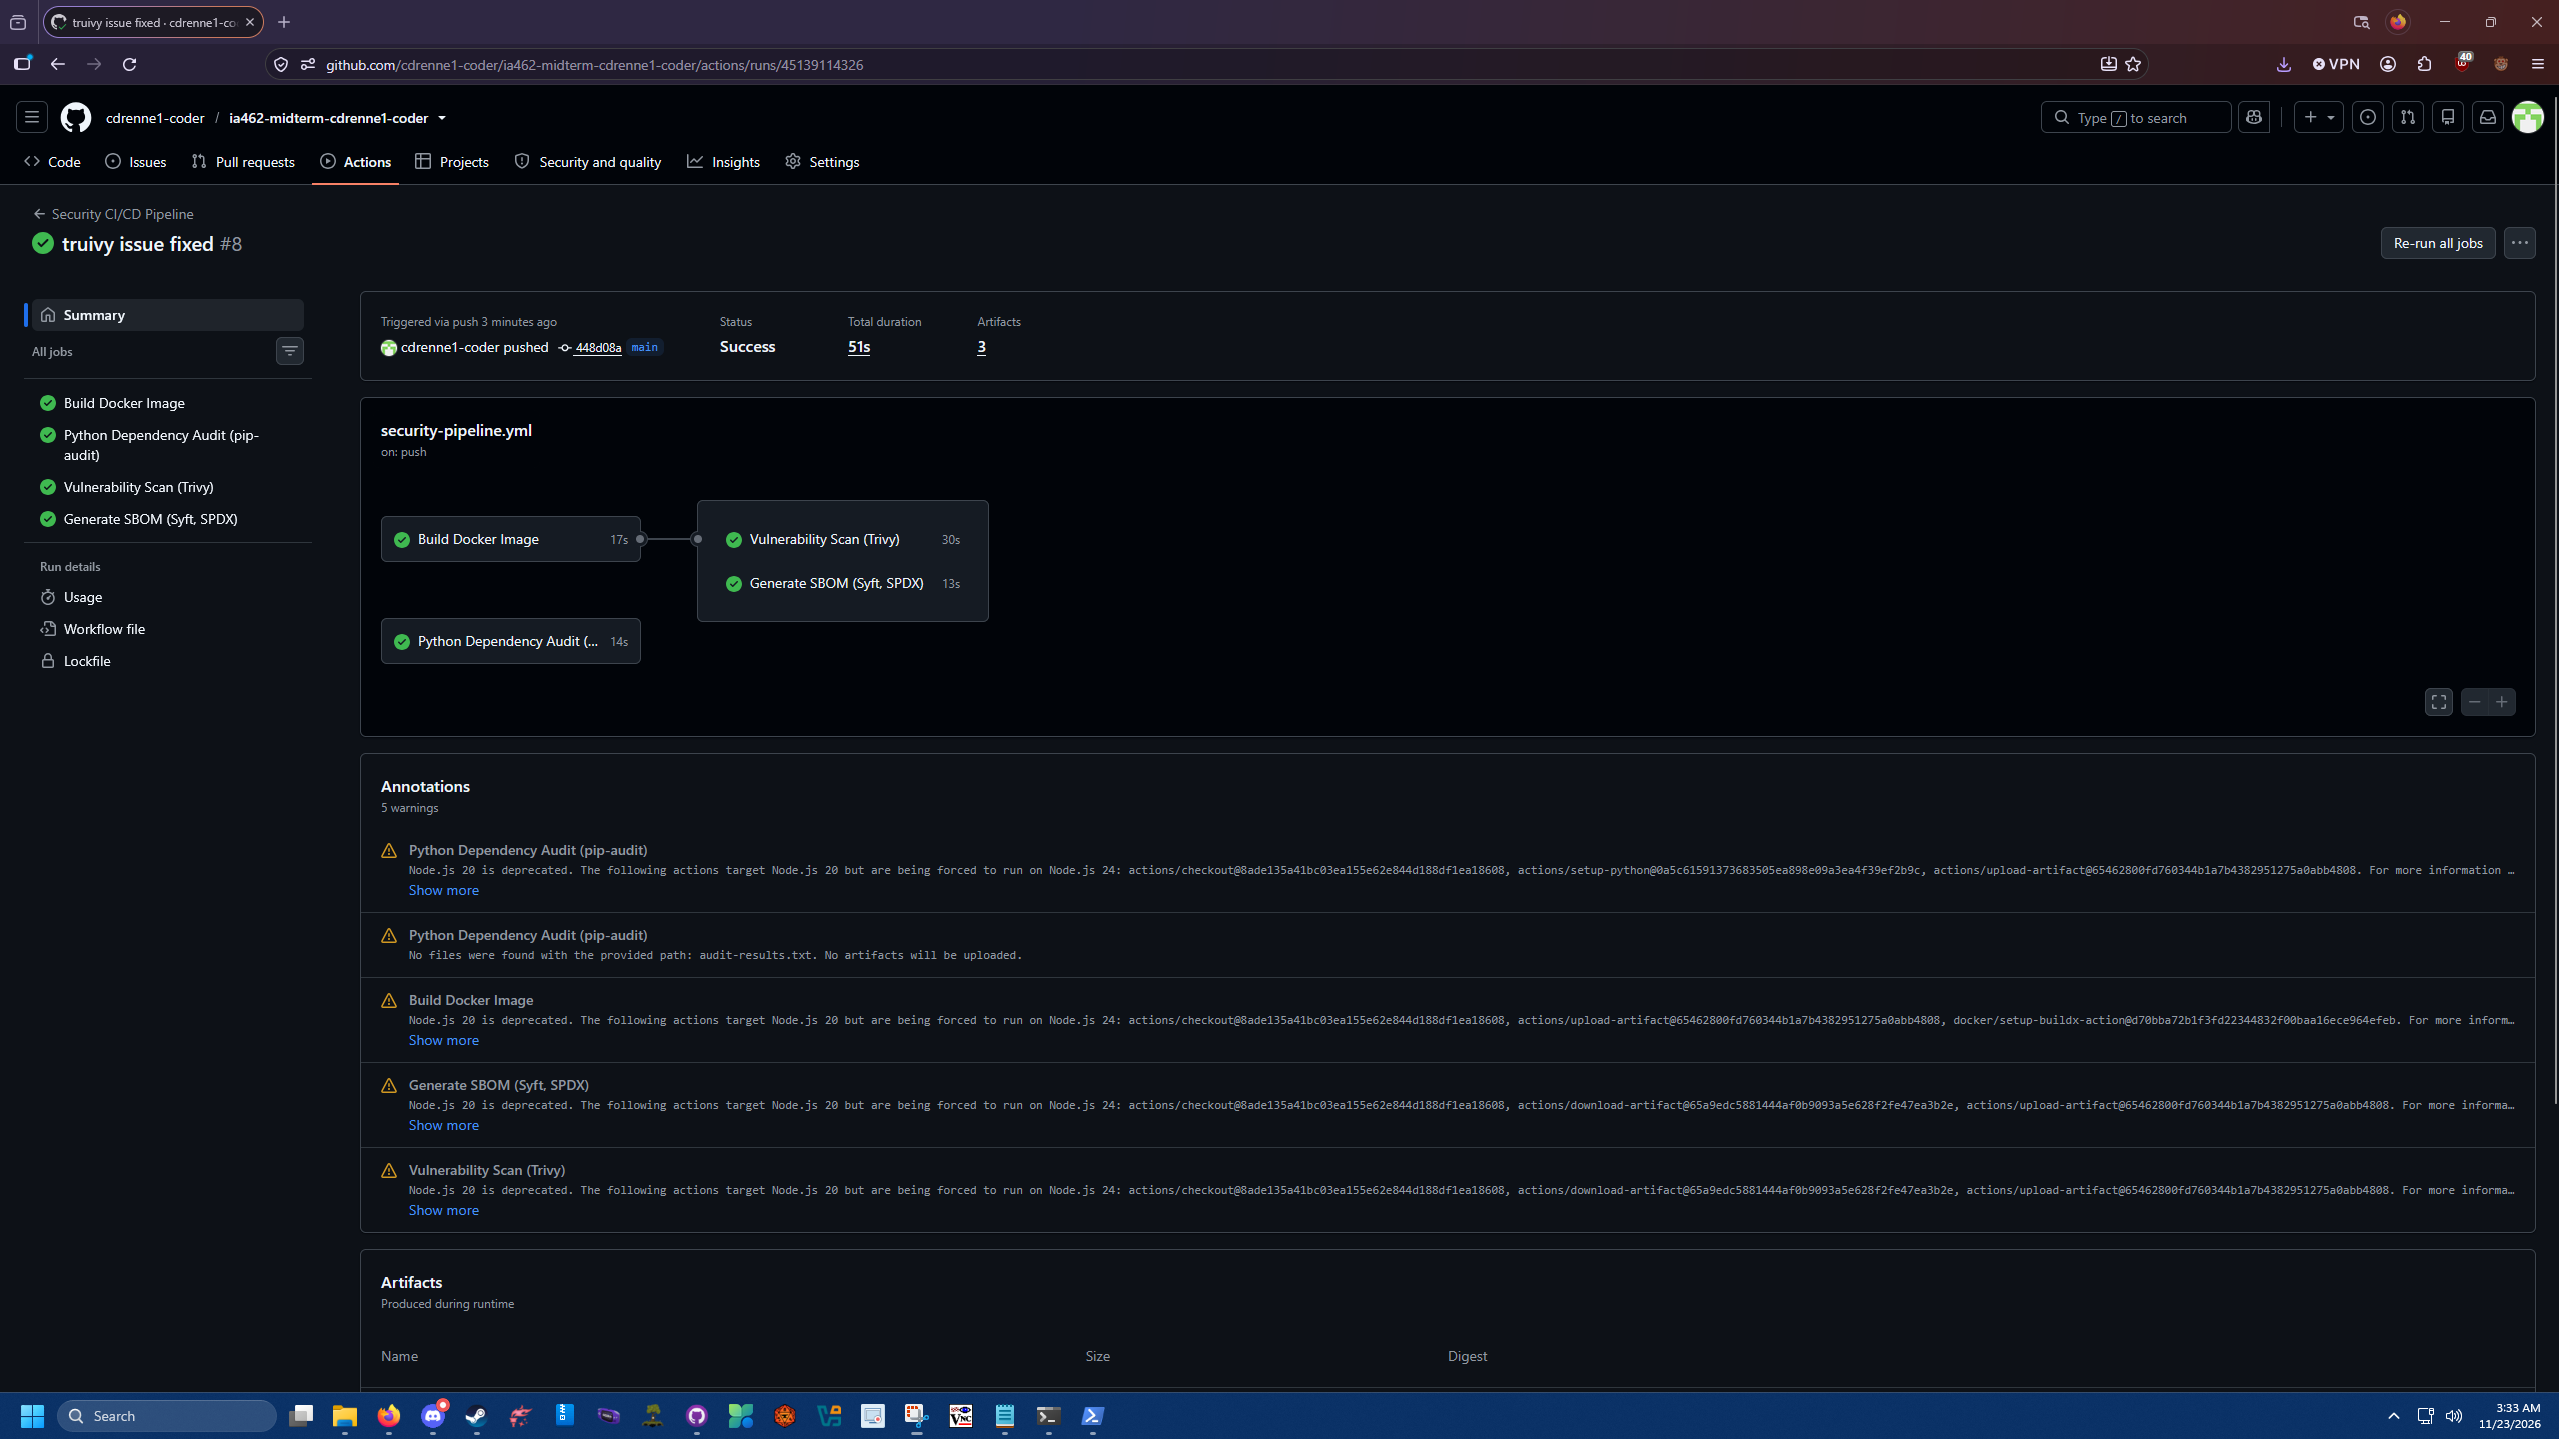 truivy issue fixed · cdrenne1-co
github.com/cdrenne1-coder/ia462-midterm-cdrenne1-coder/actions/runs/45139114326
VPN
40
cdrenne1-coder / ia462-midterm-cdrenne1-coder
Type / to search
Code
Issues
Pull requests
Actions
Projects
Security and quality
Insights
Settings
Security CI/CD Pipeline
truivy issue fixed #8
Re-run all jobs
Summary
All jobs
Build Docker Image
Python Dependency Audit (pip-
audit)
Vulnerability Scan (Trivy)
Generate SBOM (Syft, SPDX)
Run details
Usage
Workflow file
Lockfile
Triggered via push 3 minutes ago
cdrenne1-coder pushed 448d08a main
Status
Success
Total duration
51s
Artifacts
3
security-pipeline.yml
on: push
Build Docker Image 17s
Vulnerability Scan (Trivy) 30s
Generate SBOM (Syft, SPDX) 13s
Python Dependency Audit (... 14s
Annotations
5 warnings
Python Dependency Audit (pip-audit)
Node.js 20 is deprecated. The following actions target Node.js 20 but are being forced to run on Node.js 24: actions/checkout@8ade135a41bc03ea155e62e844d188df1ea18608, actions/setup-python@0a5c61591373683505ea898e09a3ea4f39ef2b9c, actions/upload-artifact@65462800fd760344b1a7b4382951275a0abb4808. For more information …
Show more
Python Dependency Audit (pip-audit)
No files were found with the provided path: audit-results.txt. No artifacts will be uploaded.
Build Docker Image
Node.js 20 is deprecated. The following actions target Node.js 20 but are being forced to run on Node.js 24: actions/checkout@8ade135a41bc03ea155e62e844d188df1ea18608, actions/upload-artifact@65462800fd760344b1a7b4382951275a0abb4808, docker/setup-buildx-action@d70bba72b1f3fd22344832f00baa16ece964efeb. For more inform…
Show more
Generate SBOM (Syft, SPDX)
Node.js 20 is deprecated. The following actions target Node.js 20 but are being forced to run on Node.js 24: actions/checkout@8ade135a41bc03ea155e62e844d188df1ea18608, actions/download-artifact@65a9edc5881444af0b9093a5e628f2fe47ea3b2e, actions/upload-artifact@65462800fd760344b1a7b4382951275a0abb4808. For more informa…
Show more
Vulnerability Scan (Trivy)
Node.js 20 is deprecated. The following actions target Node.js 20 but are being forced to run on Node.js 24: actions/checkout@8ade135a41bc03ea155e62e844d188df1ea18608, actions/download-artifact@65a9edc5881444af0b9093a5e628f2fe47ea3b2e, actions/upload-artifact@65462800fd760344b1a7b4382951275a0abb4808. For more informa…
Show more
Artifacts
Produced during runtime
Name
Size
Digest
Search
VNC
3:33 AM
11/23/2026